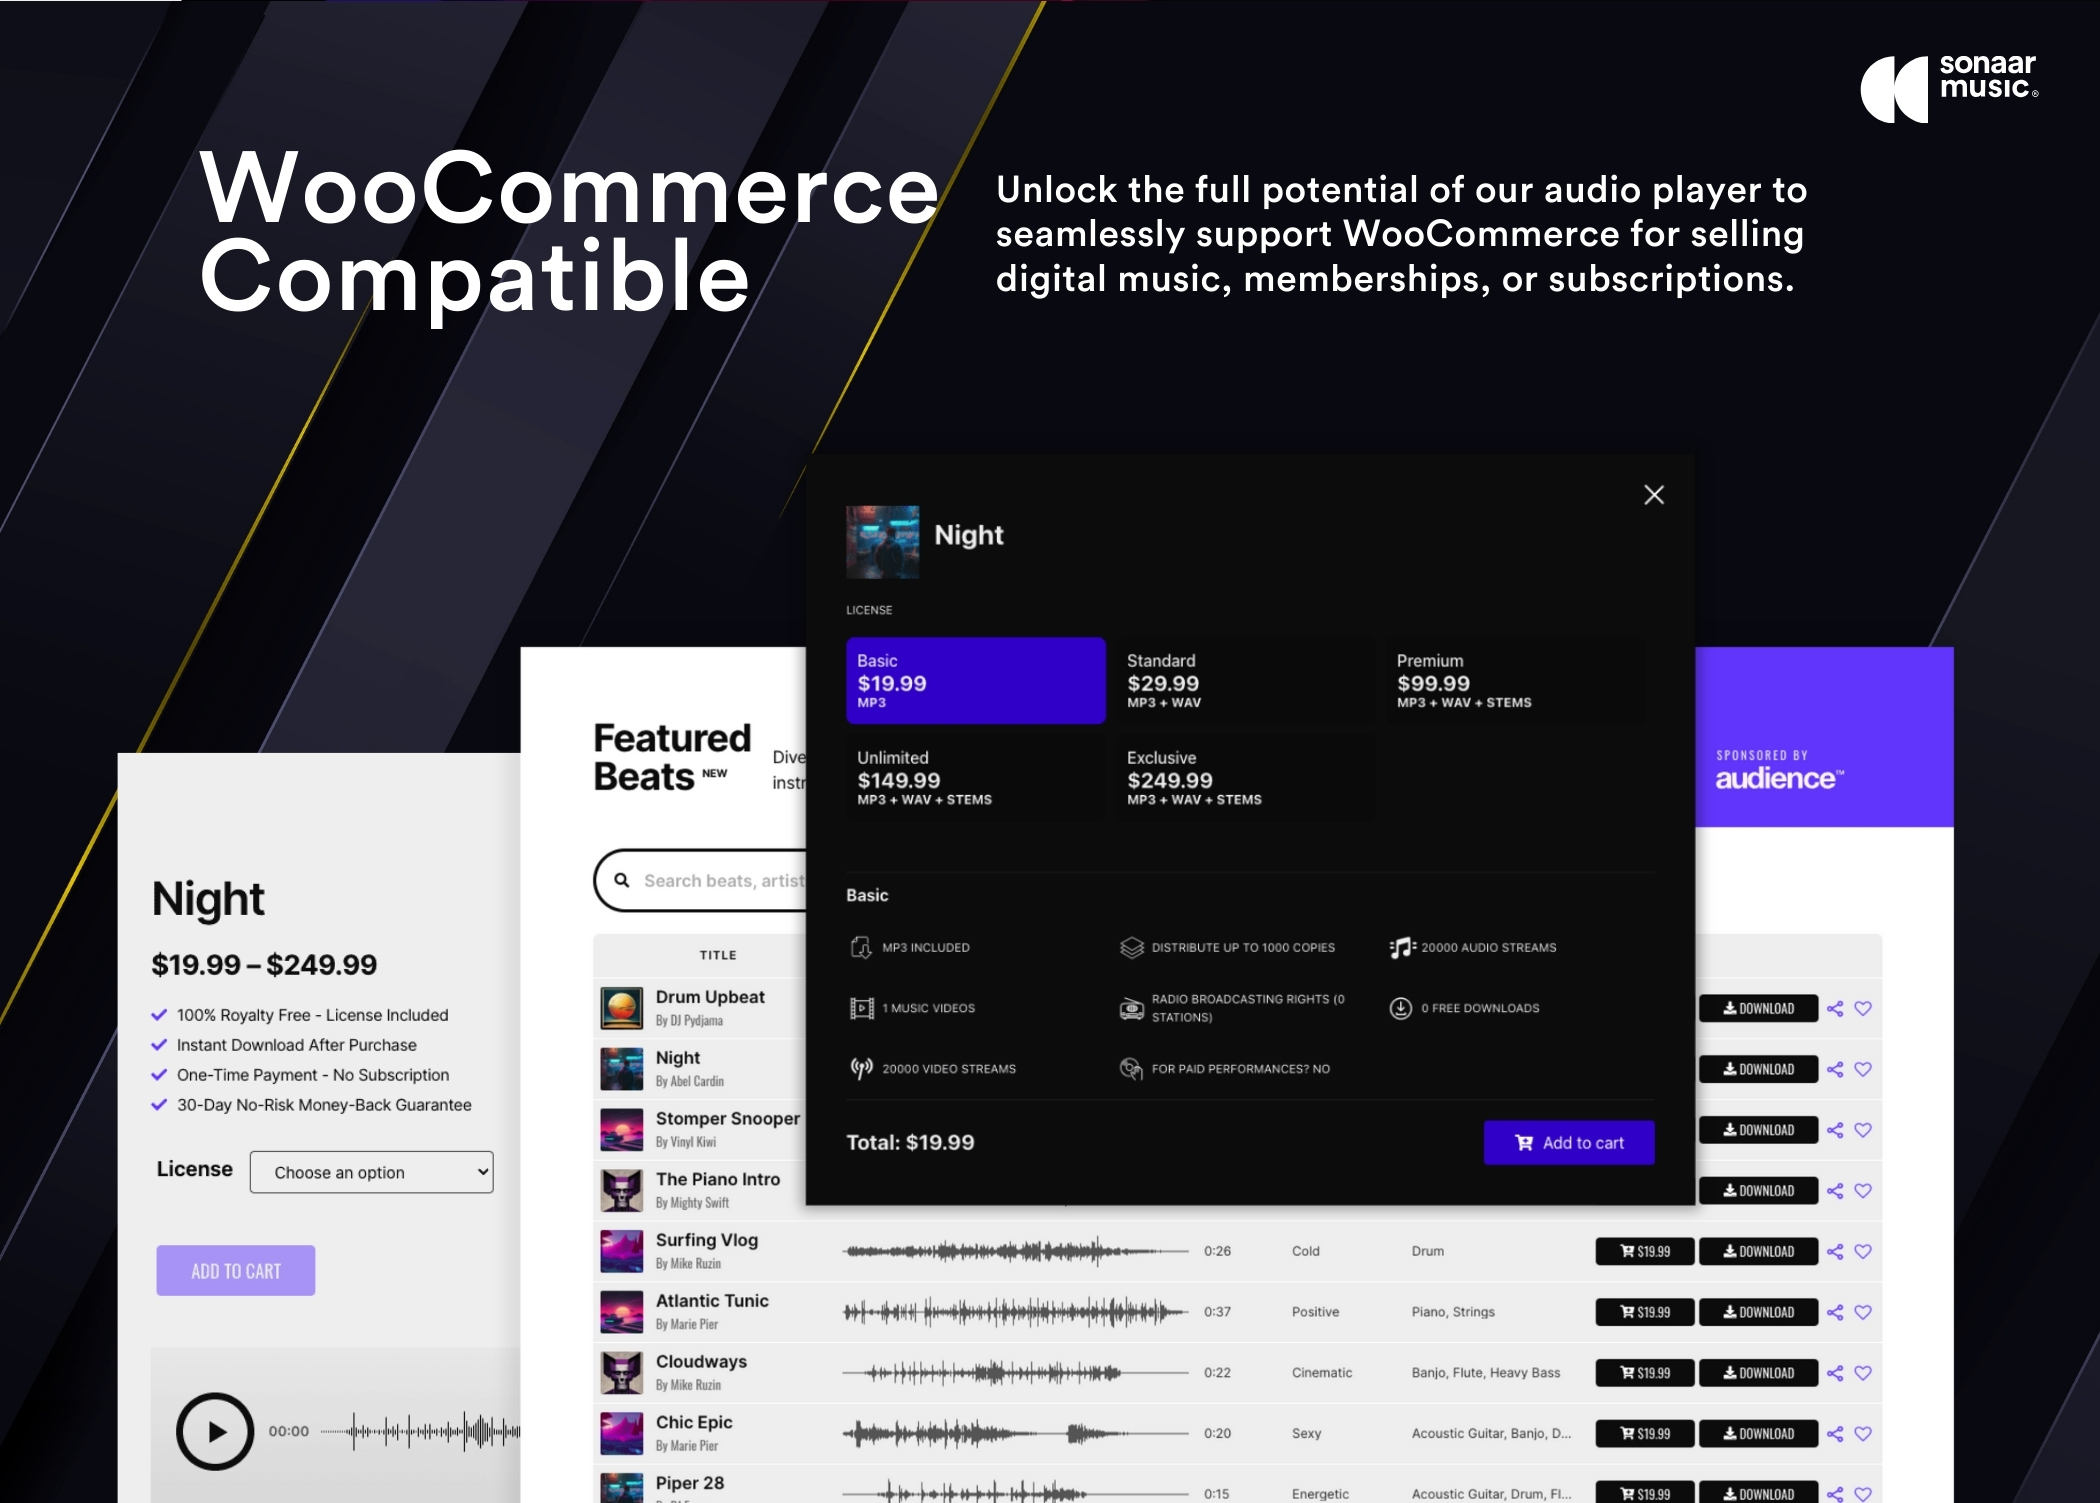 sonaar
music®
WooCommerce
Compatible
Unlock the full potential of our audio player to
seamlessly support WooCommerce for selling
digital music, memberships, or subscriptions.
Night
$19.99 – $249.99
100% Royalty Free - License Included
Instant Download After Purchase
One-Time Payment - No Subscription
30-Day No-Risk Money-Back Guarantee
License Choose an option
ADD TO CART
00:00
Featured
Beats NEW
Dive
instr
SPONSORED BY
audience™
Search beats, artist
TITLE
Drum Upbeat
By DJ Pydjama
DOWNLOAD
Night
By Abel Cardin
DOWNLOAD
Stomper Snooper
By Vinyl Kiwi
DOWNLOAD
The Piano Intro
By Mighty Swift
DOWNLOAD
Surfing Vlog
By Mike Ruzin
0:26 Cold Drum $19.99 DOWNLOAD
Atlantic Tunic
By Marie Pier
0:37 Positive Piano, Strings $19.99 DOWNLOAD
Cloudways
By Mike Ruzin
0:22 Cinematic Banjo, Flute, Heavy Bass $19.99 DOWNLOAD
Chic Epic
By Marie Pier
0:20 Sexy Acoustic Guitar, Banjo, D... $19.99 DOWNLOAD
Piper 28
0:15 Energetic Acoustic Guitar, Drum, Fl... $19.99 DOWNLOAD
Night
LICENSE
Basic
$19.99
MP3
Standard
$29.99
MP3 + WAV
Premium
$99.99
MP3 + WAV + STEMS
Unlimited
$149.99
MP3 + WAV + STEMS
Exclusive
$249.99
MP3 + WAV + STEMS
Basic
MP3 INCLUDED
DISTRIBUTE UP TO 1000 COPIES
20000 AUDIO STREAMS
1 MUSIC VIDEOS
RADIO BROADCASTING RIGHTS (0
STATIONS)
0 FREE DOWNLOADS
20000 VIDEO STREAMS
FOR PAID PERFORMANCES? NO
Total: $19.99
Add to cart